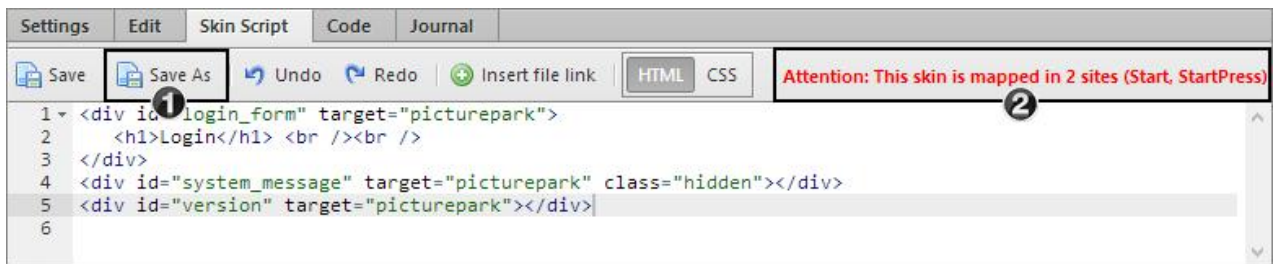 Settings Edit Skin Script Code Journal
Save Save As Undo Redo Insert file link HTML CSS Attention: This skin is mapped in 2 sites (Start, StartPress)
1 2
1 <div id="login_form" target="picturepark">
2 <h1>Login</h1> <br /><br />
3 </div>
4 <div id="system_message" target="picturepark" class="hidden"></div>
5 <div id="version" target="picturepark"></div>
6